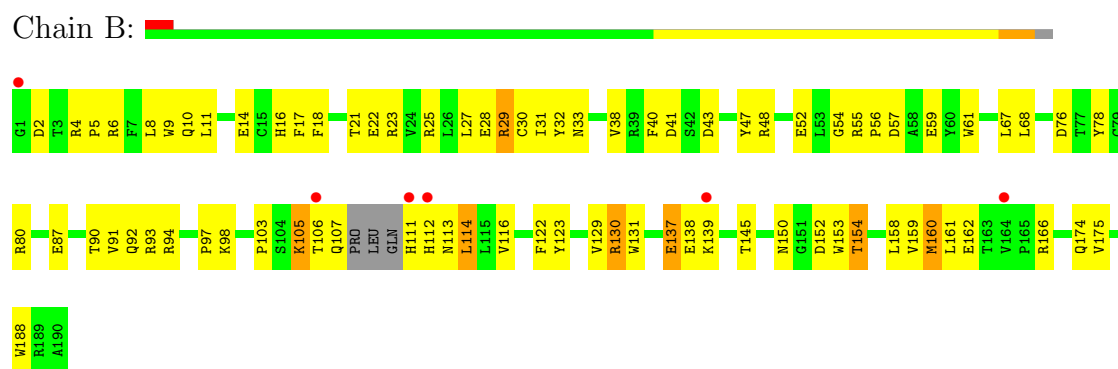 Chain B:
G1 D2 T3 R4 P5 R6 F7 L8 W9 Q10 L11 E14 C15 H16 F17 F18 T21 E22 R23 V24 R25 L26 L27 E28 R29 C30 I31 Y32 N33 V38 R39 F40 D41 S42 D43 Y47 R48 E52 L53 G54 R55 P56 D57 A58 E59 Y60 W61 L67 L68 D76 T77 Y78 C79
R80 E87 T90 V91 Q92 R93 R94 P97 K98 P103 S104 K105 T106 Q107 PRO LEU GLN H111 H112 N113 L114 L115 V116 F122 Y123 V129 R130 W131 E137 E138 K139 T145 N150 G151 D152 W153 T154 L158 V159 M160 L161 E162 T163 V164 P165 R166 Q174 V175
W188 R189 A190